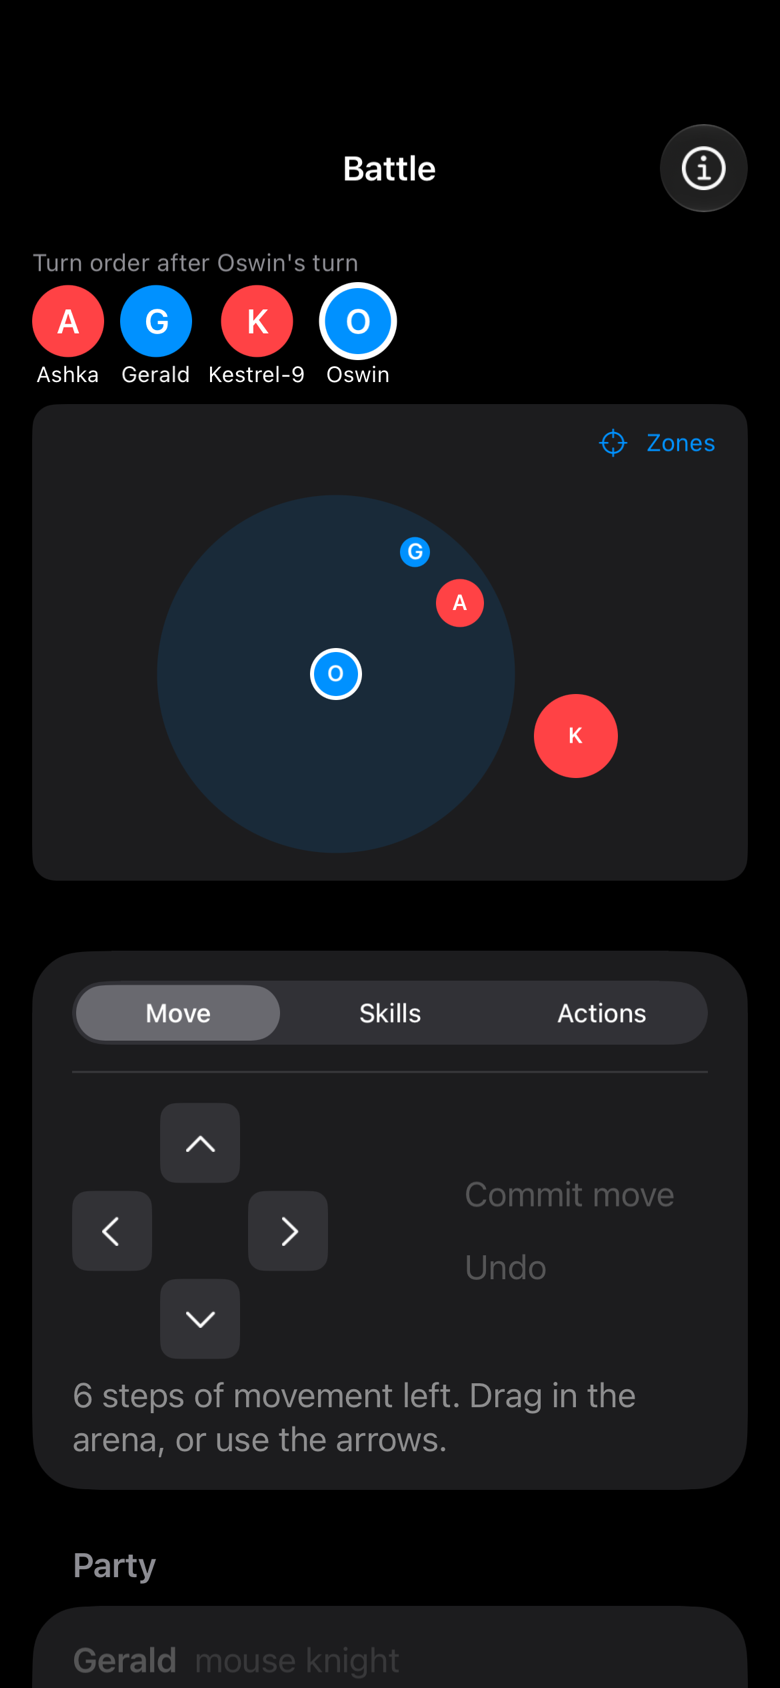 Battle
Turn order after Oswin's turn
A G K O
Ashka Gerald Kestrel-9 Oswin
Zones
G
A
O
K
Move Skills Actions
Commit move
Undo
6 steps of movement left. Drag in the
arena, or use the arrows.
Party
Gerald mouse knight